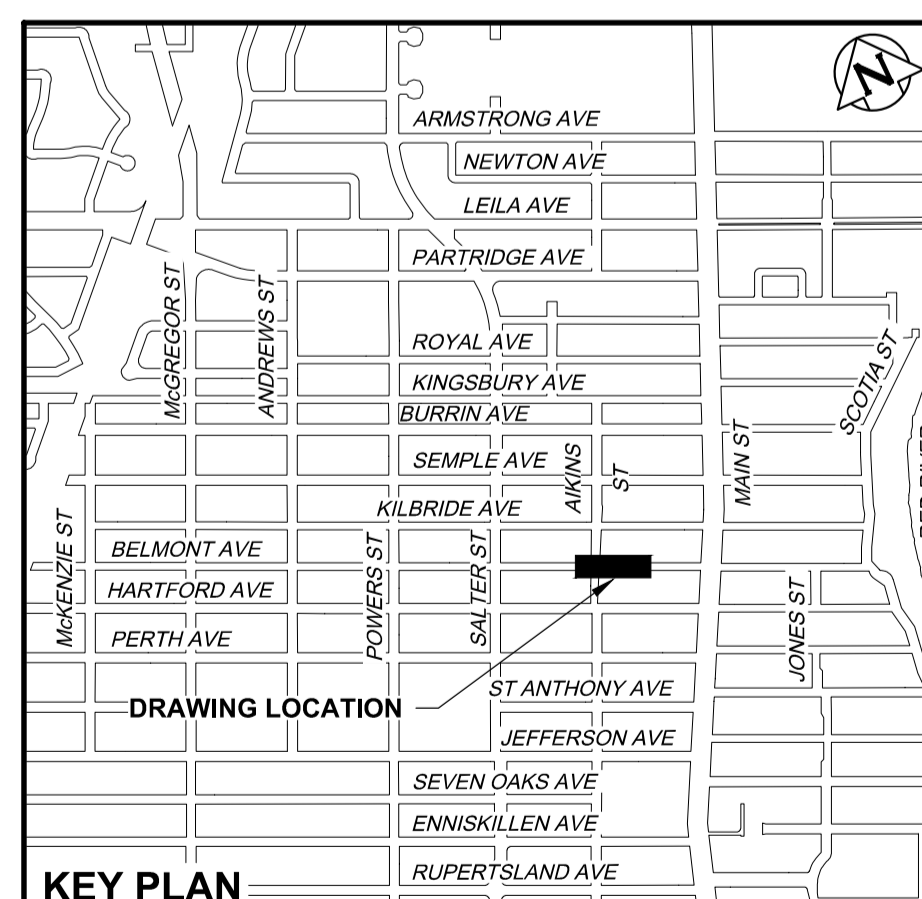 N
ARMSTRONG AVE
NEWTON AVE
LEILA AVE
PARTRIDGE AVE
McGREGOR ST
ANDREWS ST
ROYAL AVE
KINGSBURY AVE
BURRIN AVE
SCOTIA ST
SEMPLE AVE
AIKINS
ST
MAIN ST
RED RIVER
KILBRIDE AVE
McKENZIE ST
BELMONT AVE
POWERS ST
SALTER ST
HARTFORD AVE
JONES ST
PERTH AVE
ST ANTHONY AVE
DRAWING LOCATION
JEFFERSON AVE
SEVEN OAKS AVE
ENNISKILLEN AVE
RUPERTSLAND AVE
KEY PLAN